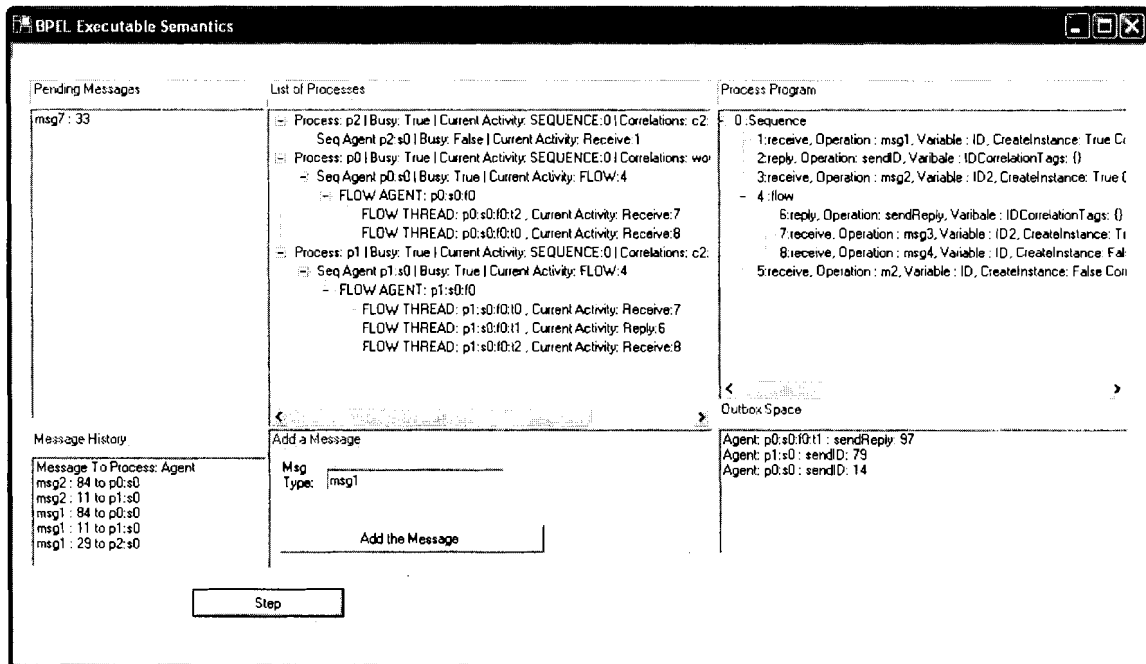 BPEL Executable Semantics
Pending Messages
msg7 : 33
List of Processes
Process: p2 | Busy: True | Current Activity: SEQUENCE:0 | Correlations: c2:
Seq Agent p2:s0 | Busy: False | Current Activity: Receive:1
Process: p0 | Busy: True | Current Activity: SEQUENCE:0 | Correlations: wo
Seq Agent p0:s0 | Busy: True | Current Activity: FLOW:4
FLOW AGENT: p0:s0:f0
FLOW THREAD: p0:s0:f0:t2 , Current Activity: Receive:7
FLOW THREAD: p0:s0:f0:t0 , Current Activity: Receive:8
Process: p1 | Busy: True | Current Activity: SEQUENCE:0 | Correlations: c2:
Seq Agent p1:s0 | Busy: True | Current Activity: FLOW:4
FLOW AGENT: p1:s0:f0
FLOW THREAD: p1:s0:f0:t0 , Current Activity: Receive:7
FLOW THREAD: p1:s0:f0:t1 , Current Activity: Reply:6
FLOW THREAD: p1:s0:f0:t2 , Current Activity: Receive:8
Process Program
0:Sequence
1:receive, Operation : msg1, Variable : ID, CreateInstance: True Co
2:reply, Operation: sendID, Varibale : IDCorrelationTags: {}
3:receive, Operation : msg2, Variable : ID2, CreateInstance: True C
4:flow
6:reply, Operation: sendReply, Varibale : IDCorrelationTags: {}
7:receive, Operation : msg3, Variable : ID2, CreateInstance: Tr
8:receive, Operation : msg4, Variable : ID, CreateInstance: Fal
5:receive, Operation : m2, Variable : ID, CreateInstance: False Corr
Message History
Message To Process: Agent
msg2 : 84 to p0:s0
msg2 : 11 to p1:s0
msg1 : 84 to p0:s0
msg1 : 11 to p1:s0
msg1 : 29 to p2:s0
Add a Message
Msg Type: msg1
Add the Message
Outbox Space
Agent: p0:s0:f0:t1 : sendReply: 97
Agent: p1:s0 : sendID: 79
Agent: p0:s0 : sendID: 14
Step